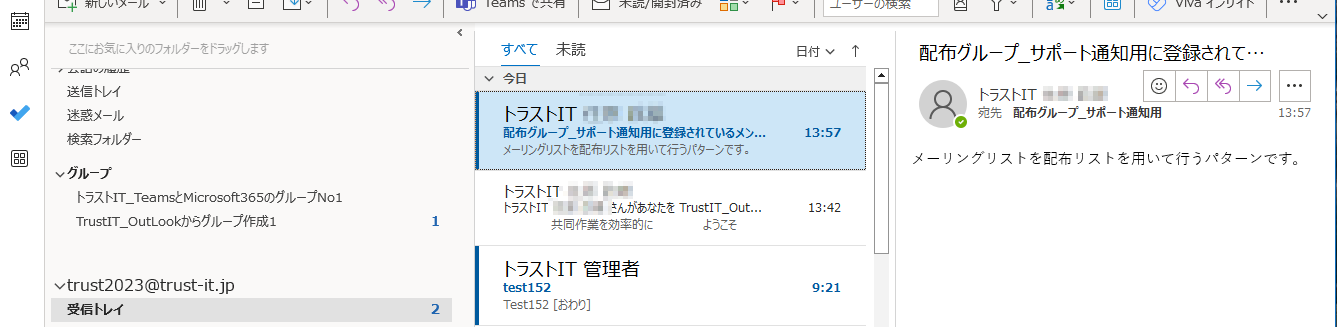 新しいメール
Teams で共有
未読/開封済み
ユーザーの検索
Viva インサイト
ここにお気に入りのフォルダーをドラッグします
会話の履歴
送信トレイ
迷惑メール
検索フォルダー
グループ
トラストIT_TeamsとMicrosoft365のグループNo1
TrustIT_OutLookからグループ作成1 1
trust2023@trust-it.jp
受信トレイ 2
すべて 未読 日付
今日
トラストIT
配布グループ_サポート通知用に登録されているメン... 13:57
メーリングリストを配布リストを用いて行うパターンです。
トラストIT
トラストIT さんがあなたを TrustIT_Out... 13:42
共同作業を効率的に ようこそ
トラストIT 管理者
test152 9:21
Test152 [おわり]
配布グループ_サポート通知用に登録されて…
トラストIT
宛先 配布グループ_サポート通知用 13:57
メーリングリストを配布リストを用いて行うパターンです。